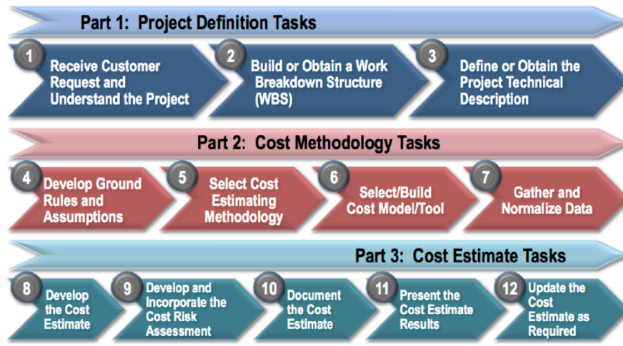 Part 1: Project Definition Tasks
1
Receive Customer
Request and
Understand the Project
2
Build or Obtain a Work
Breakdown Structure
(WBS)
3
Define or Obtain the
Project Technical
Description
Part 2: Cost Methodology Tasks
4
Develop Ground
Rules and
Assumptions
5
Select Cost
Estimating
Methodology
6
Select/Build
Cost Model/Tool
7
Gather and
Normalize Data
Part 3: Cost Estimate Tasks
8
Develop
the Cost
Estimate
9
Develop and
Incorporate the
Cost Risk
Assessment
10
Document
the Cost
Estimate
11
Present the
Cost Estimate
Results
12
Update the
Cost
Estimate as
Required